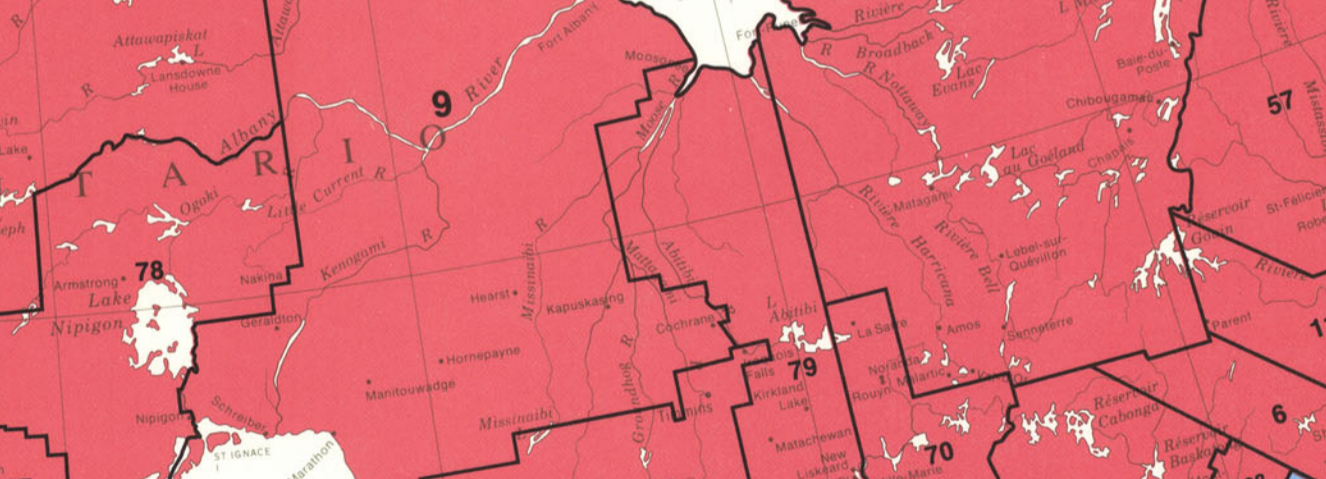 Attawapiskat
L
Lansdowne
House
R
R
Lake
Albany
T A R I O
9
River
Fort Albany
Moosonee
R
Moose
Rivière
Broadback
R
R Nottaway
Lac
Evans
Baie-du-
Poste
Chibougamau
57
Chapais
Lac
au Goéland
Matagami
Ogoki
Little Current R
Kenogami
R
Armstrong
78
Lake
Nipigon
Nakina
Geraldton
Hearst
Missinaibi
R
Kapuskasing
Abitibi
Cochrane
Hornepayne
Manitouwadge
Nipigon
Schreiber
ST IGNACE
I
Marathon
Missinaibi
Groundhog R
Timmins
L
Abitibi
Falls
79
Kirkland
Lake
Matachewan
New
Liskeard
La Sarre
Noranda
Rouyn
Malartic
Amos
Senneterre
Rivière
Harricana
Rivière Bell
Lebel-sur-
Quévillon
70
Réservoir
Gouin
St-Félicien
Parent
Réservoir
Cabonga
Réservoir
Baskatong
6